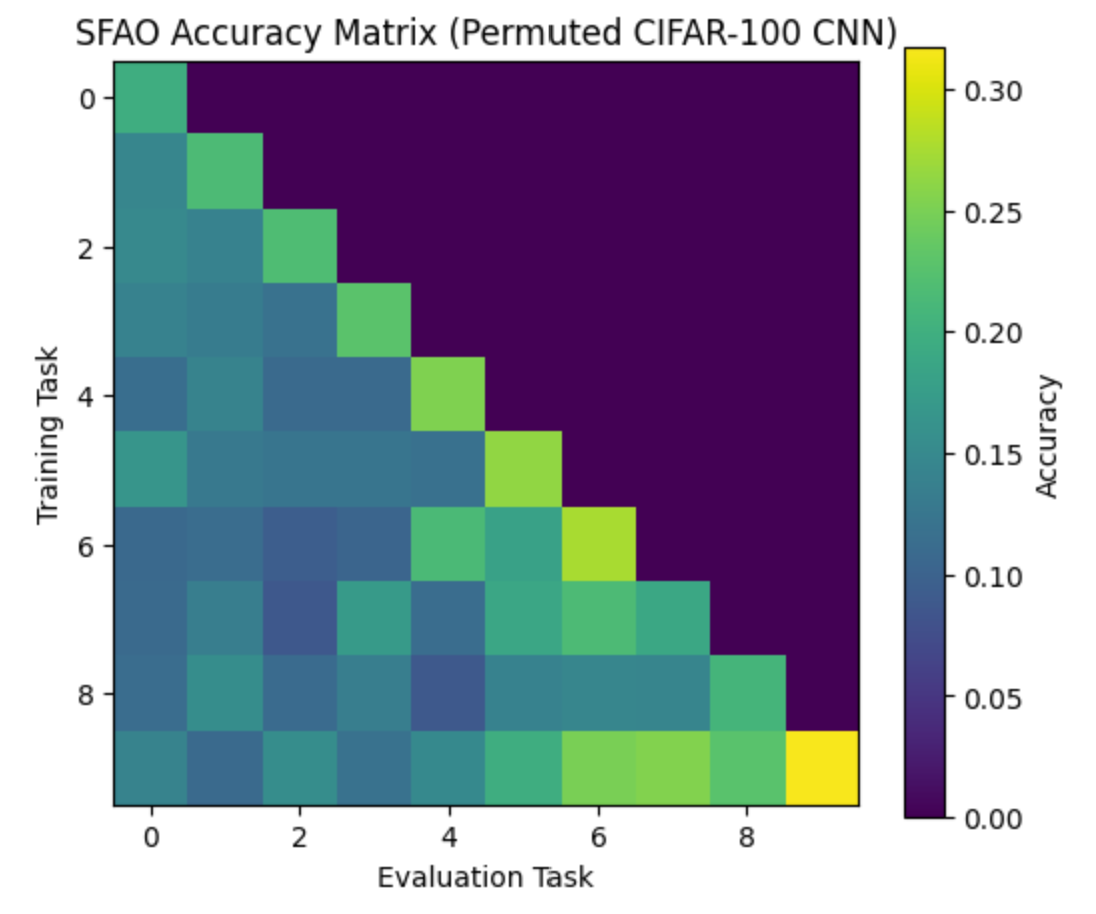 SFAO Accuracy Matrix (Permuted CIFAR-100 CNN)
Training Task
0
2
4
6
8
0 2 4 6 8
Evaluation Task
0.30
0.25
0.20
0.15
0.10
0.05
0.00
Accuracy